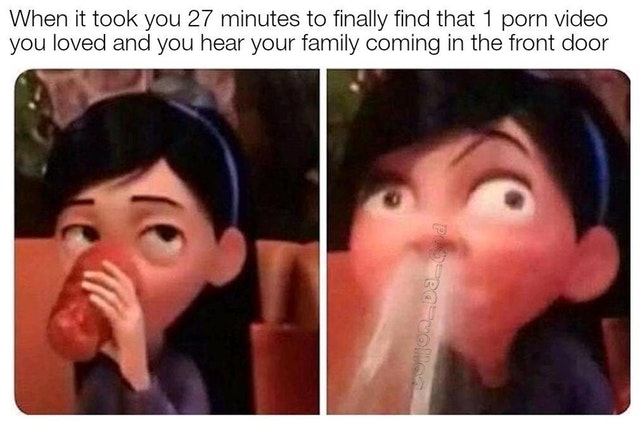 When it took you 27 minutes to finally find that 1 porn video
you loved and you hear your family coming in the front door